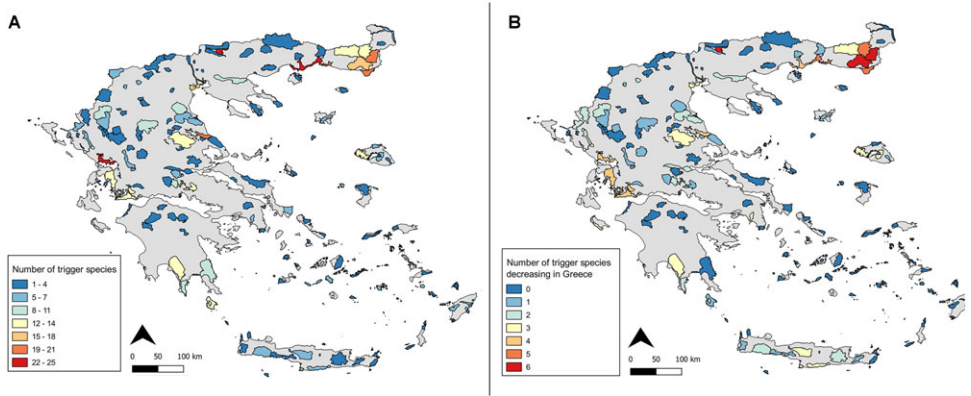 A
Number of trigger species
1 - 4
5 - 7
8 - 11
12 - 14
15 - 18
19 - 21
22 - 25
0 50 100 km
B
Number of trigger species
decreasing in Greece
0
1
2
3
4
5
6
0 50 100 km